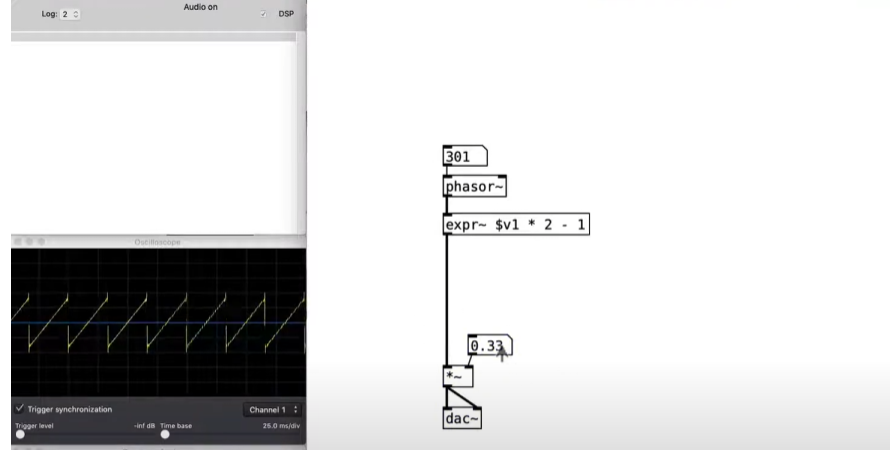 Audio on
Log: 2 DSP
301
phasor~
expr~ $v1 * 2 - 1
Oscilloscope
0.33
*~
Trigger synchronization Channel 1
dac~
Trigger level -inf dB Time base 25.0 ms/div